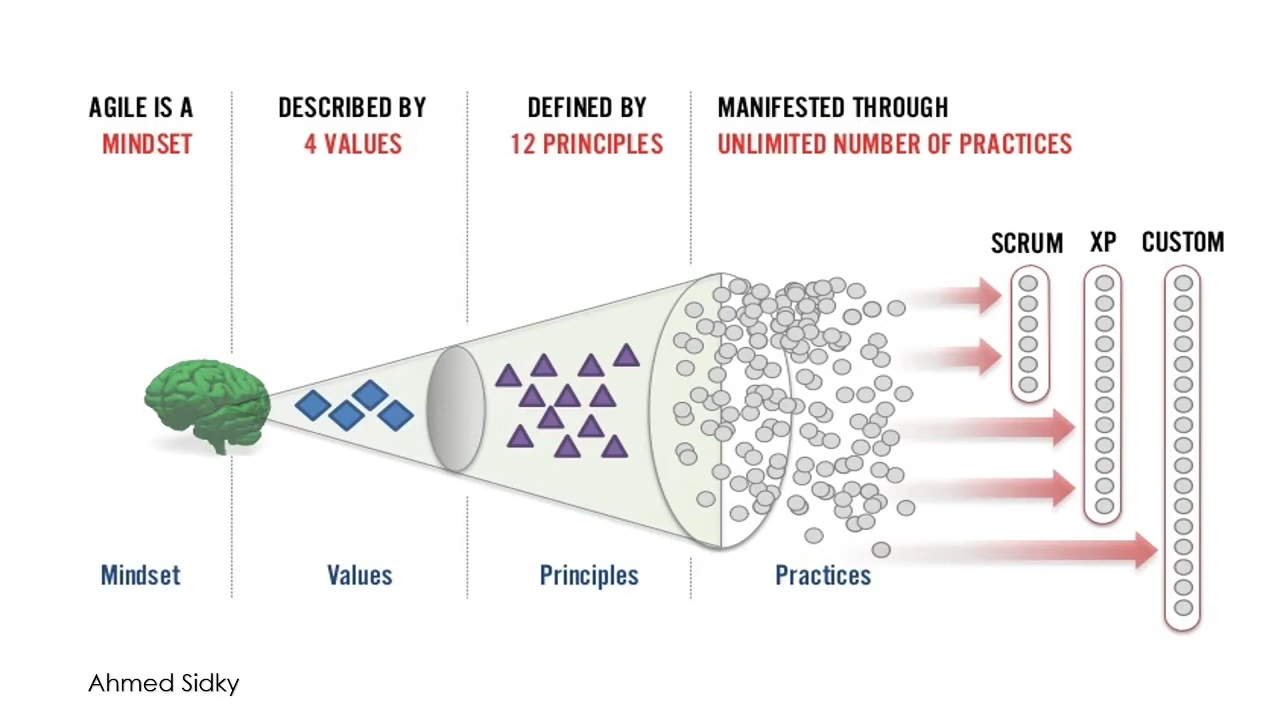 AGILE IS A
MINDSET
DESCRIBED BY
4 VALUES
DEFINED BY
12 PRINCIPLES
MANIFESTED THROUGH
UNLIMITED NUMBER OF PRACTICES
SCRUM
XP
CUSTOM
Mindset
Values
Principles
Practices
Ahmed Sidky